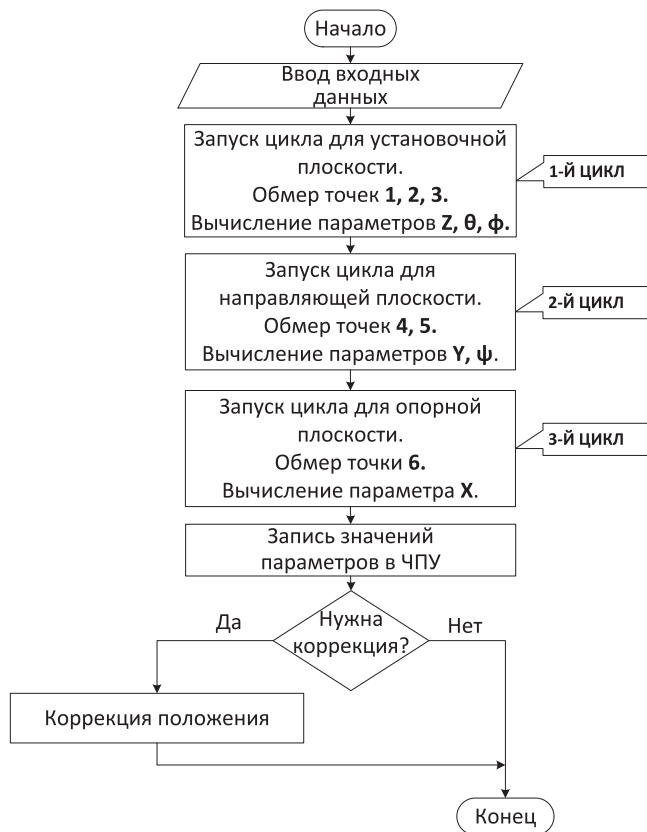 Начало
Ввод входных
данных
Запуск цикла для установочной
плоскости.
Обмер точек 1, 2, 3.
Вычисление параметров Z, θ, ф.
1-Й ЦИКЛ
Запуск цикла для
направляющей плоскости.
Обмер точек 4, 5.
Вычисление параметров Y, ψ.
2-Й ЦИКЛ
Запуск цикла для опорной
плоскости.
Обмер точки 6.
Вычисление параметра X.
3-Й ЦИКЛ
Запись значений
параметров в ЧПУ
Нужна
коррекция?
Да
Нет
Коррекция положения
Конец